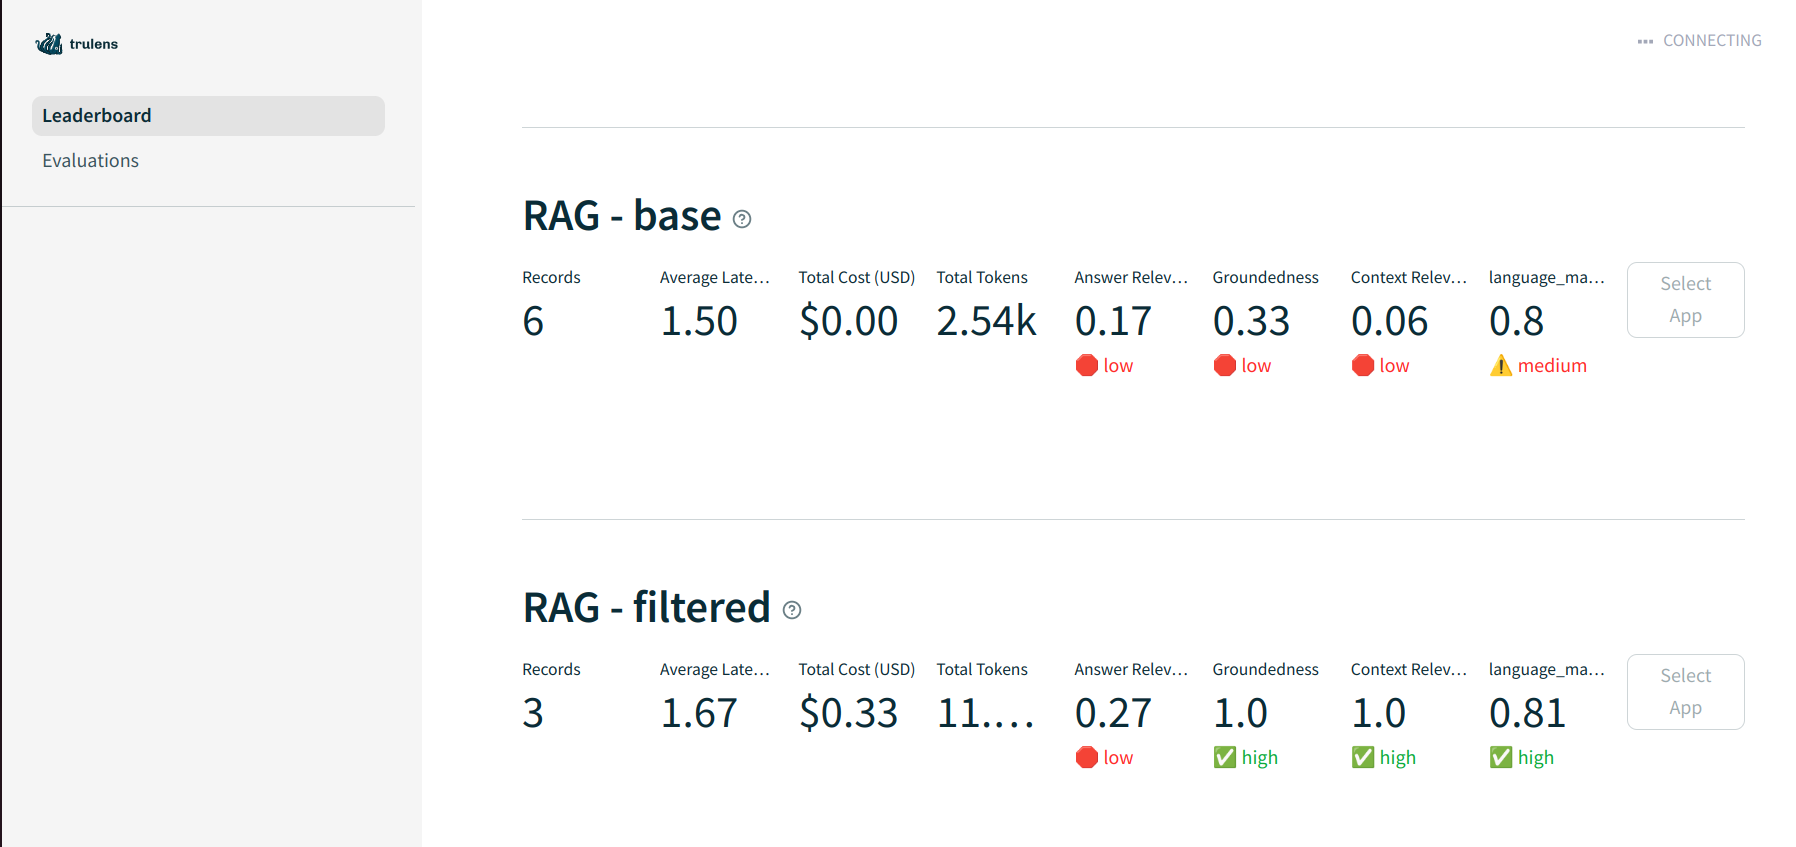 trulens
CONNECTING
Leaderboard
Evaluations
RAG - base
Records Average Late... Total Cost (USD) Total Tokens Answer Relev... Groundedness Context Relev... language_ma...
6 1.50 $0.00 2.54k 0.17 0.33 0.06 0.8
low low low medium
Select
App
RAG - filtered
Records Average Late... Total Cost (USD) Total Tokens Answer Relev... Groundedness Context Relev... language_ma...
3 1.67 $0.33 11.... 0.27 1.0 1.0 0.81
low high high high
Select
App